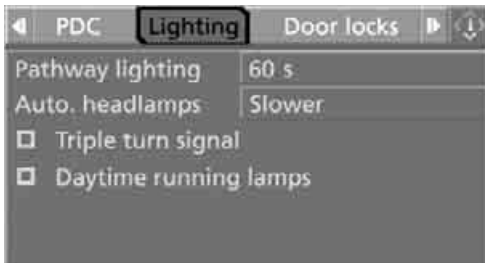 PDC Lighting Door locks
Pathway lighting 60 s
Auto. headlamps Slower
Triple turn signal
Daytime running lamps